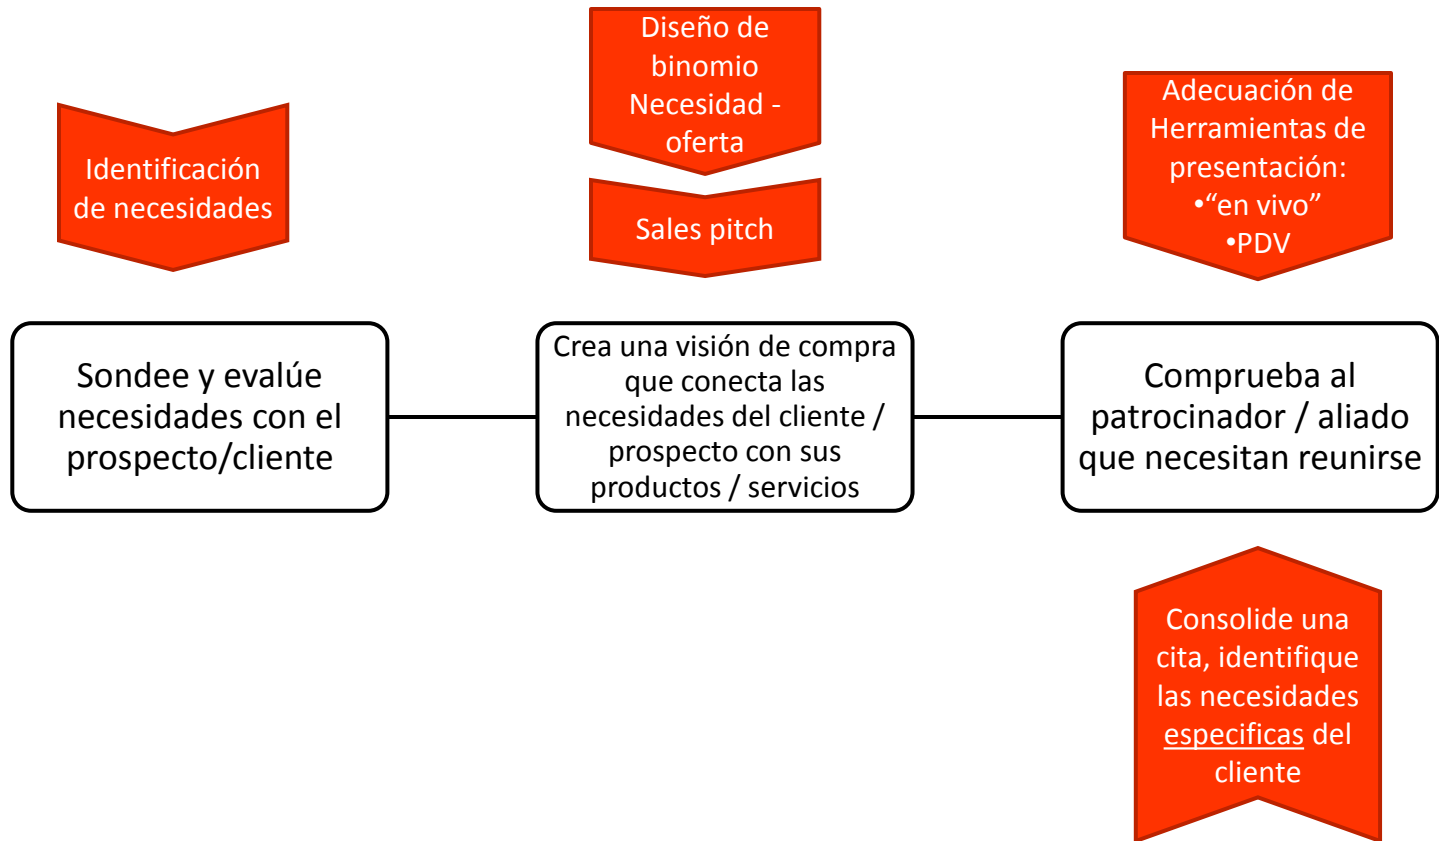 Identificación
de necesidades
Diseño de
binomio
Necesidad -
oferta
Sales pitch
Adecuación de
Herramientas de
presentación:
•“en vivo”
•PDV
Sondee y evalúe
necesidades con el
prospecto/cliente
Crea una visión de compra
que conecta las
necesidades del cliente /
prospecto con sus
productos / servicios
Comprueba al
patrocinador / aliado
que necesitan reunirse
Consolide una
cita, identifique
las necesidades
especificas del
cliente